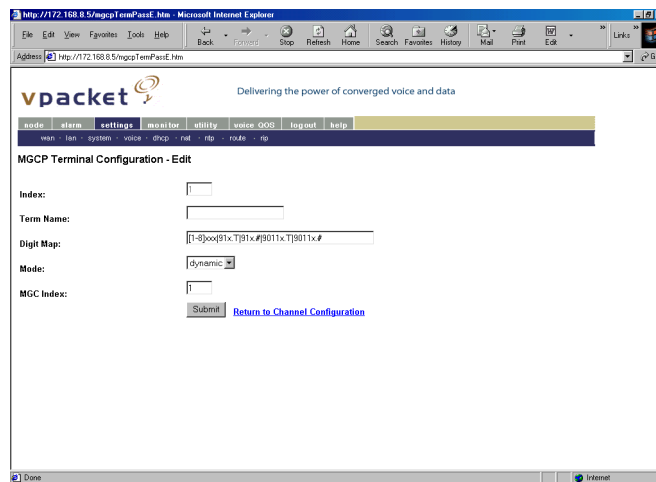 http://172.168.8.5/mgcpTermPassE.htm - Microsoft Internet Explorer
File Edit View Favorites Tools Help
Back Forward Stop Refresh Home Search Favorites History Mail Print Edit
Links
Address http://172.168.8.5/mgcpTermPassE.htm
vpacket
Delivering the power of converged voice and data
node alarm settings monitor utility voice QOS logout help
wan - lan - system - voice - dhcp - nat - ntp - route - rip
MGCP Terminal Configuration - Edit
Index: 1
Term Name:
Digit Map: [1-8]xxx|91x.T|91x.#|9011x.T|9011x.#
Mode: dynamic
MGC Index: 1
Submit Return to Channel Configuration
Done Internet